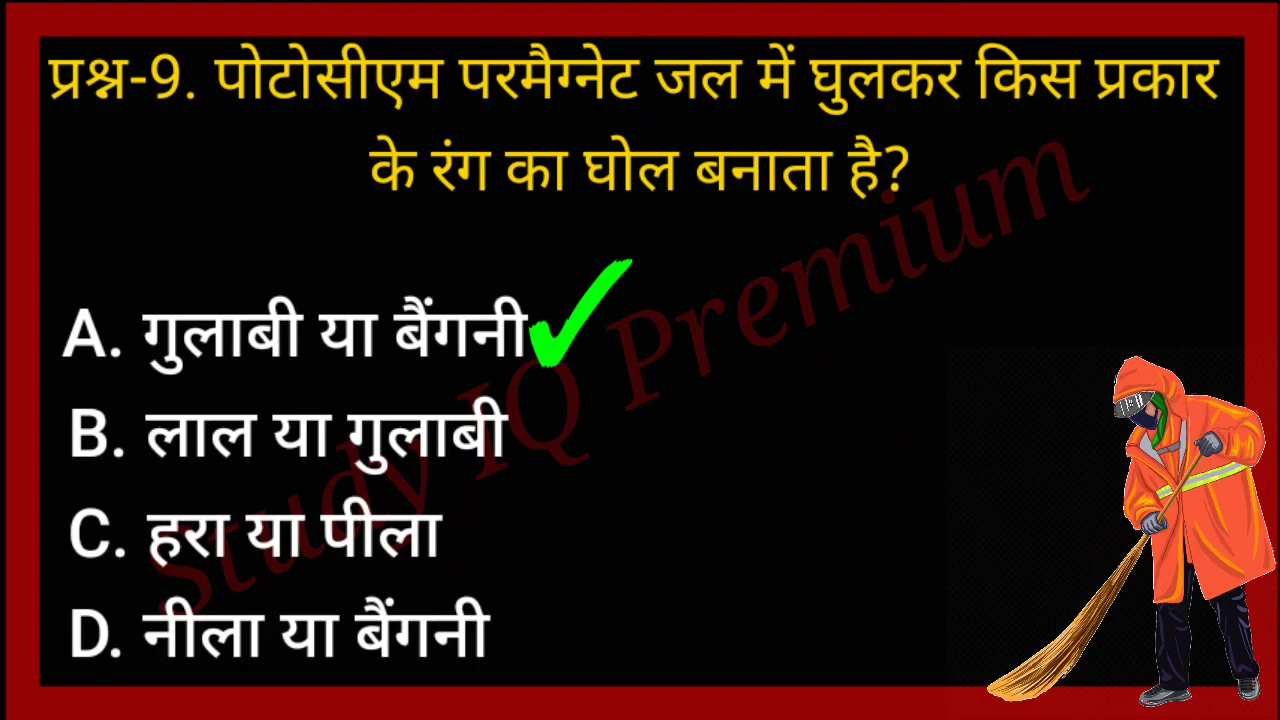 प्रश्न-9. पोटोसीएम परमैग्नेट जल में घुलकर किस प्रकार
के रंग का घोल बनाता है?
A. गुलाबी या बैंगनी
B. लाल या गुलाबी
C. हरा या पीला
D. नीला या बैंगनी
Study IQ Premium